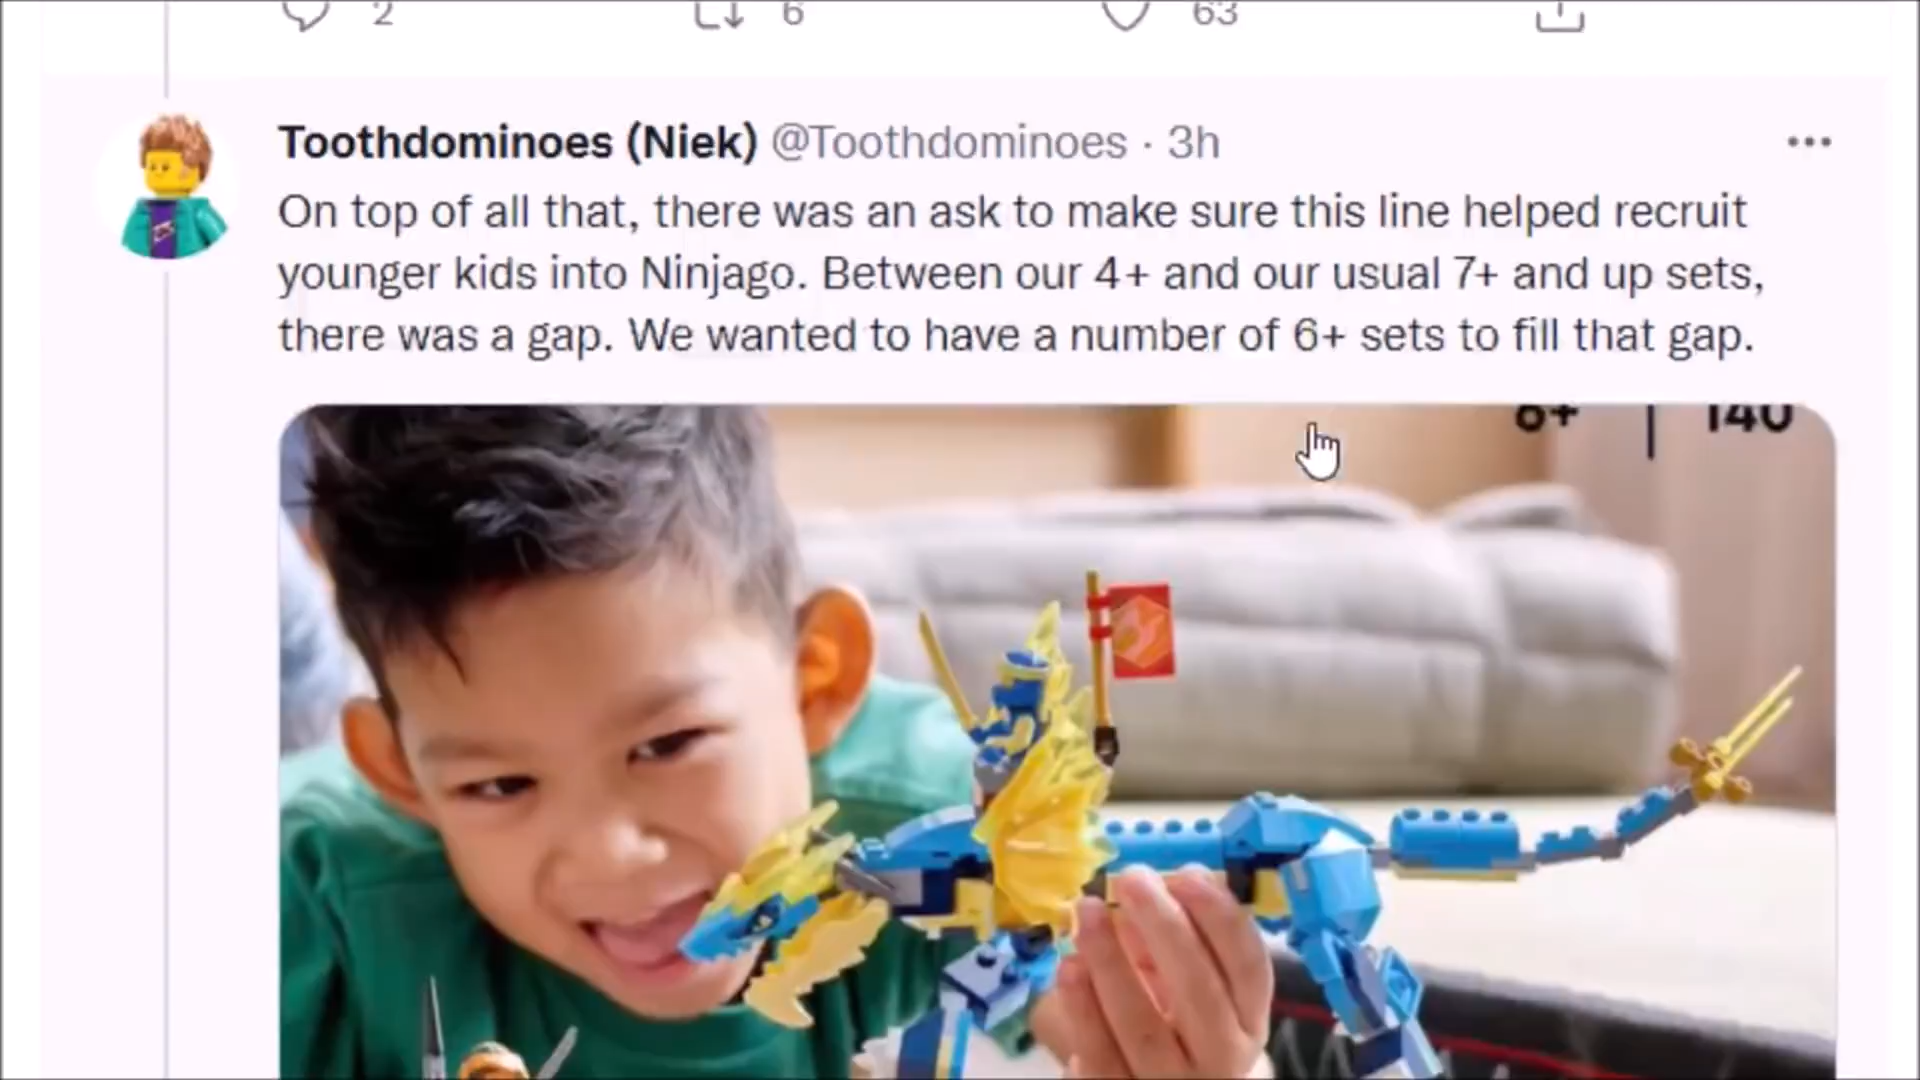 2 6 63
Toothdominoes (Niek) @Toothdominoes · 3h
On top of all that, there was an ask to make sure this line helped recruit
younger kids into Ninjago. Between our 4+ and our usual 7+ and up sets,
there was a gap. We wanted to have a number of 6+ sets to fill that gap.
6+ | 140